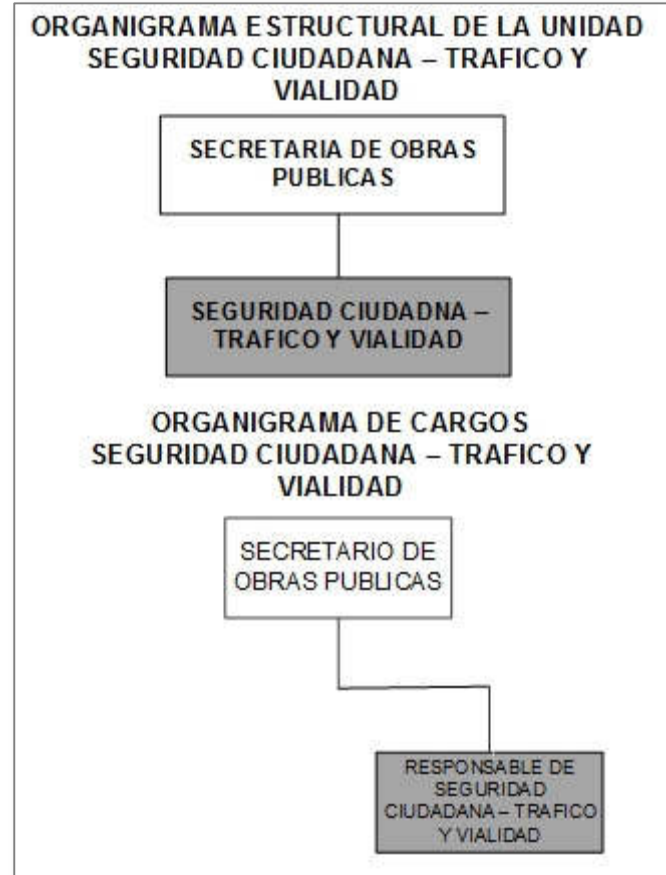 ORGANIGRAMA ESTRUCTURAL DE LA UNIDAD
SEGURIDAD CIUDADANA – TRAFICO Y
VIALIDAD
SECRETARIA DE OBRAS
PUBLICAS
SEGURIDAD CIUDADNA –
TRAFICO Y VIALIDAD
ORGANIGRAMA DE CARGOS
SEGURIDAD CIUDADANA – TRAFICO Y
VIALIDAD
SECRETARIO DE
OBRAS PUBLICAS
RESPONSABLE DE
SEGURIDAD
CIUDADANA – TRAFICO
Y VIALIDAD